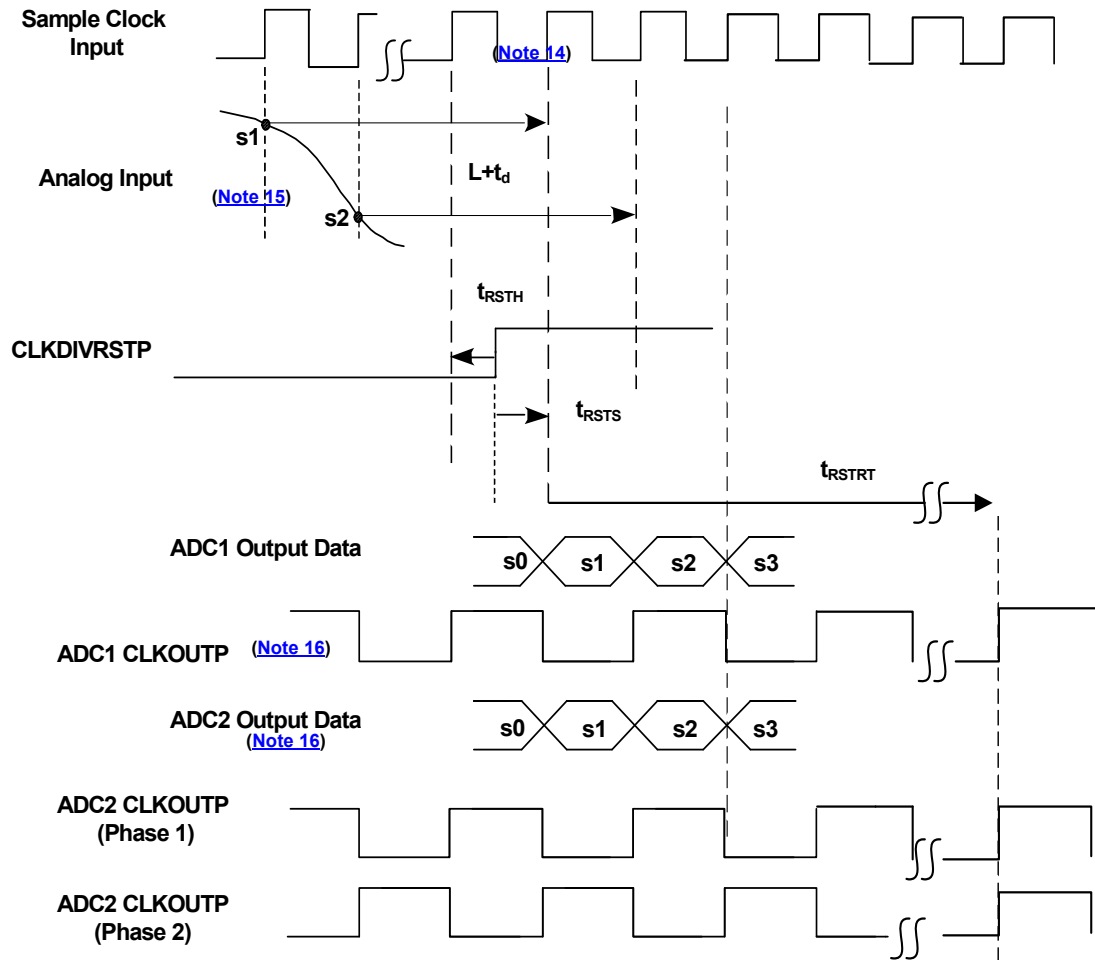 Sample Clock
Input
(Note 14)
s1
Analog Input
(Note 15)
L+td
s2
tRSTH
CLKDIVRSTP
tRSTS
tRSTRT
ADC1 Output Data
s0 s1 s2 s3
ADC1 CLKOUTP (Note 16)
ADC2 Output Data
(Note 16)
s0 s1 s2 s3
ADC2 CLKOUTP
(Phase 1)
ADC2 CLKOUTP
(Phase 2)